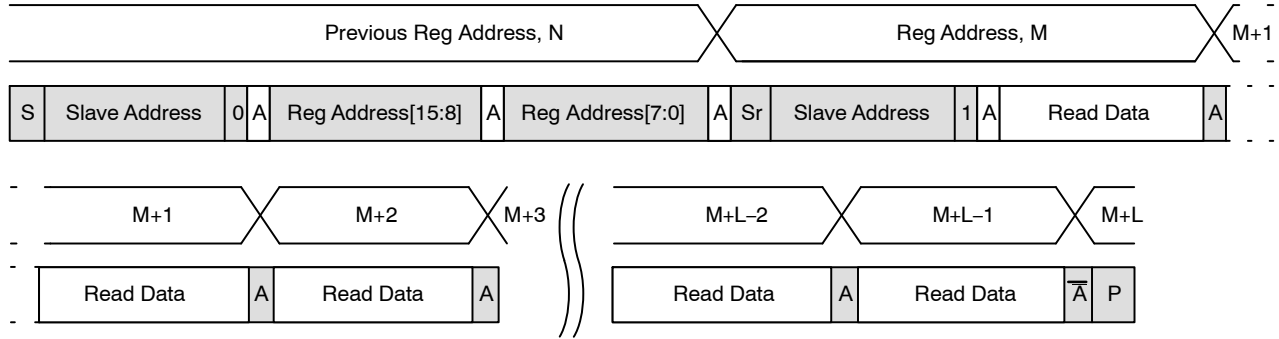 Previous Reg Address, N Reg Address, M M+1
S Slave Address 0 A Reg Address[15:8] A Reg Address[7:0] A Sr Slave Address 1 A Read Data A
M+1 M+2 M+3 M+L–2 M+L–1 M+L
Read Data A Read Data A Read Data A Read Data A̅ P